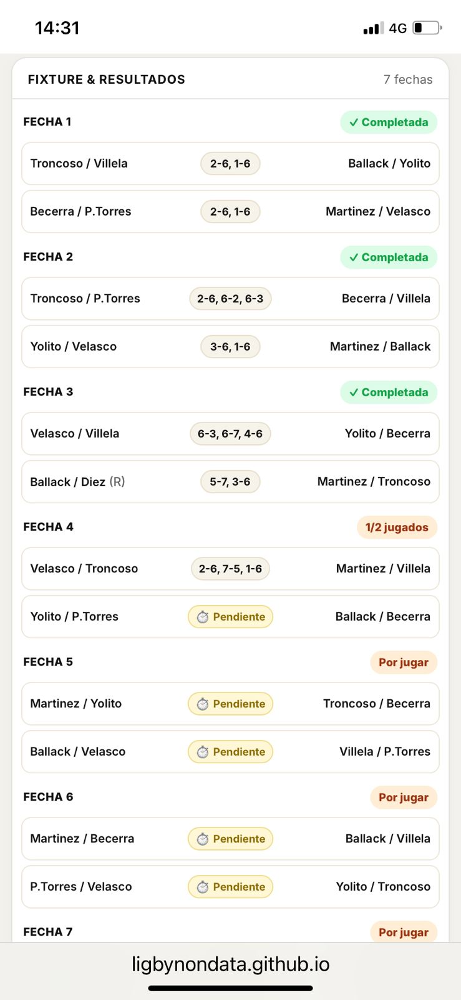 14:31 4G
FIXTURE & RESULTADOS 7 fechas
FECHA 1 ✓ Completada
Troncoso / Villela 2-6, 1-6 Ballack / Yolito
Becerra / P.Torres 2-6, 1-6 Martinez / Velasco
FECHA 2 ✓ Completada
Troncoso / P.Torres 2-6, 6-2, 6-3 Becerra / Villela
Yolito / Velasco 3-6, 1-6 Martinez / Ballack
FECHA 3 ✓ Completada
Velasco / Villela 6-3, 6-7, 4-6 Yolito / Becerra
Ballack / Diez (R) 5-7, 3-6 Martinez / Troncoso
FECHA 4 1/2 jugados
Velasco / Troncoso 2-6, 7-5, 1-6 Martinez / Villela
Yolito / P.Torres ⏱ Pendiente Ballack / Becerra
FECHA 5 Por jugar
Martinez / Yolito ⏱ Pendiente Troncoso / Becerra
Ballack / Velasco ⏱ Pendiente Villela / P.Torres
FECHA 6 Por jugar
Martinez / Becerra ⏱ Pendiente Ballack / Villela
P.Torres / Velasco ⏱ Pendiente Yolito / Troncoso
FECHA 7 Por jugar
ligbynondata.github.io